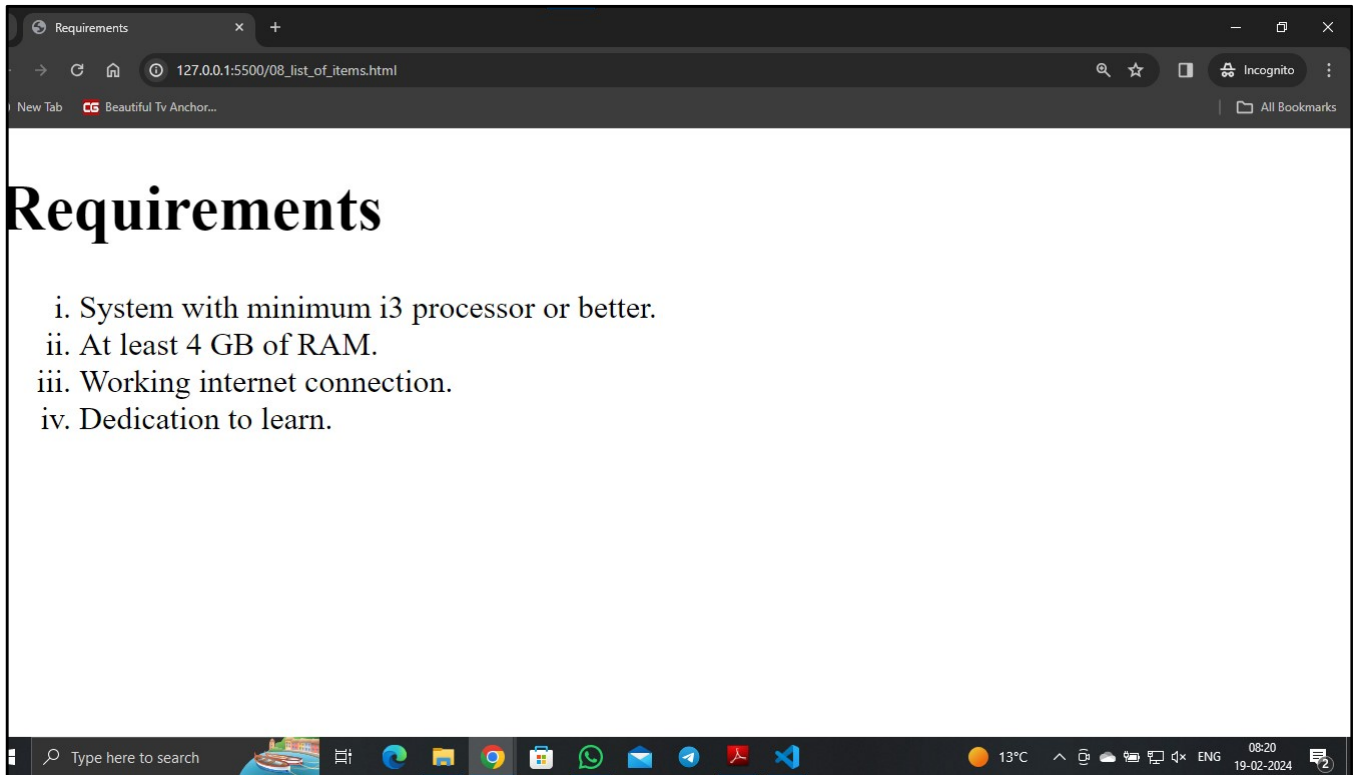 Requirements
127.0.0.1:5500/08_list_of_items.html
Incognito
New Tab
CG Beautiful Tv Anchor...
All Bookmarks
Requirements
i. System with minimum i3 processor or better.
ii. At least 4 GB of RAM.
iii. Working internet connection.
iv. Dedication to learn.
Type here to search
13°C
ENG
08:20
19-02-2024
2